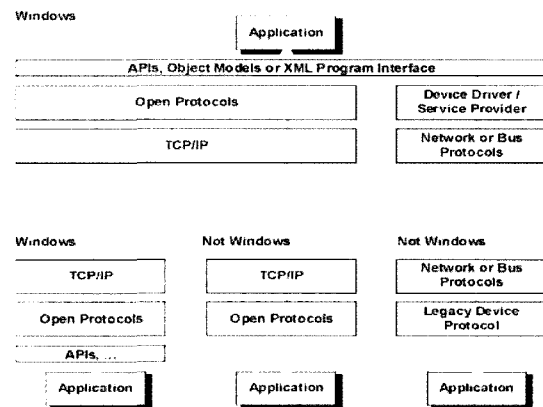 Windows
Application
APIs, Object Models or XML Program Interface
Open Protocols
Device Driver /
Service Provider
TCP/IP
Network or Bus
Protocols
Windows
Not Windows
Not Windows
TCP/IP
TCP/IP
Network or Bus
Protocols
Open Protocols
Open Protocols
Legacy Device
Protocol
APIs, ...
Application
Application
Application